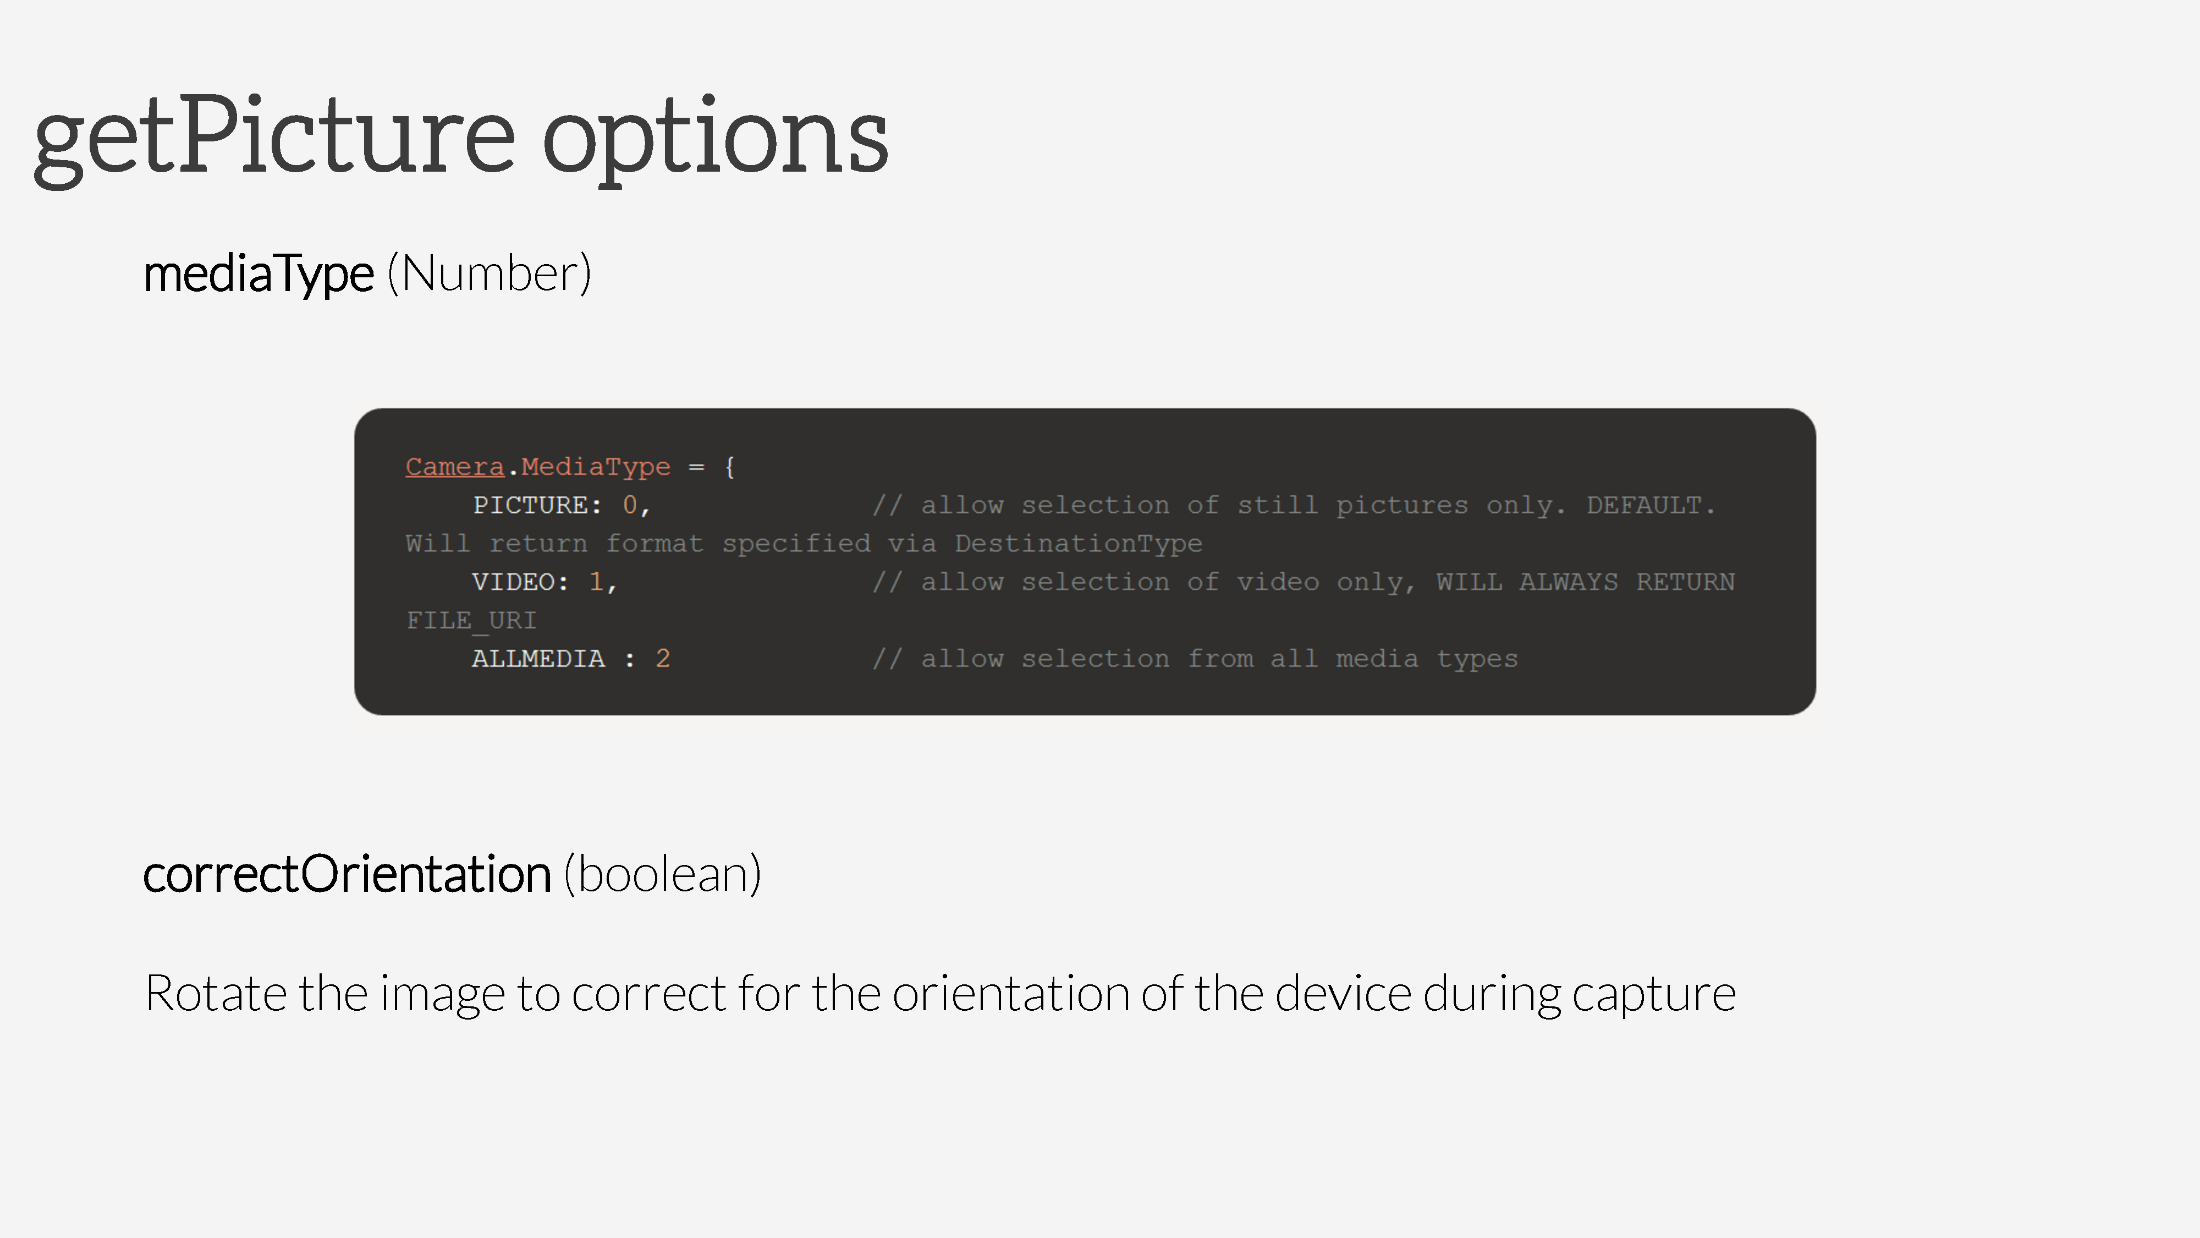 getPicture options
mediaType (Number)
Camera.MediaType = {
    PICTURE: 0,             // allow selection of still pictures only. DEFAULT.
Will return format specified via DestinationType
    VIDEO: 1,               // allow selection of video only, WILL ALWAYS RETURN
FILE_URI
    ALLMEDIA : 2            // allow selection from all media types
correctOrientation (boolean)
Rotate the image to correct for the orientation of the device during capture